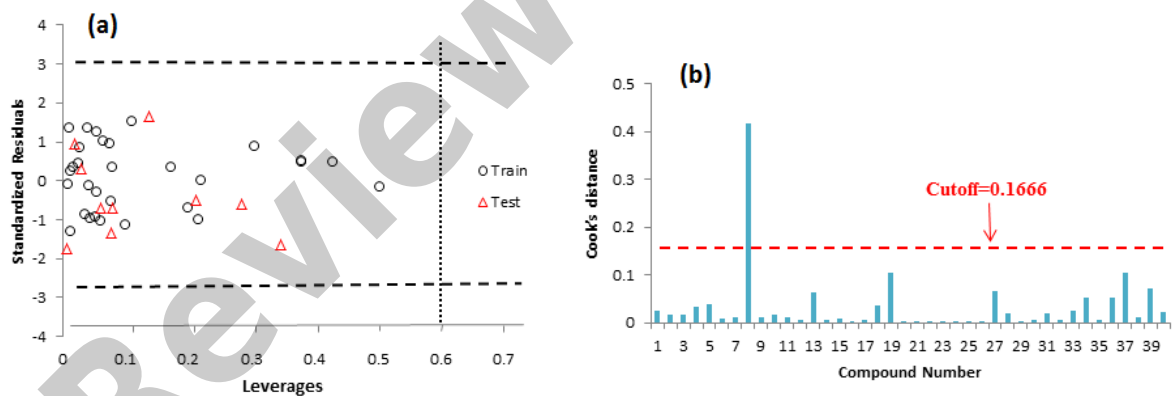 (a)
Standardized Residuals
4
3
2
1
0
-1
-2
-3
-4
0 0.1 0.2 0.3 0.4 0.5 0.6 0.7
Leverages
Train
Test
Review
(b)
Cook's distance
0.5
0.4
0.3
0.2
0.1
0
Cutoff=0.1666
1 3 5 7 9 11 13 15 17 19 21 23 25 27 29 31 33 35 37 39
Compound Number